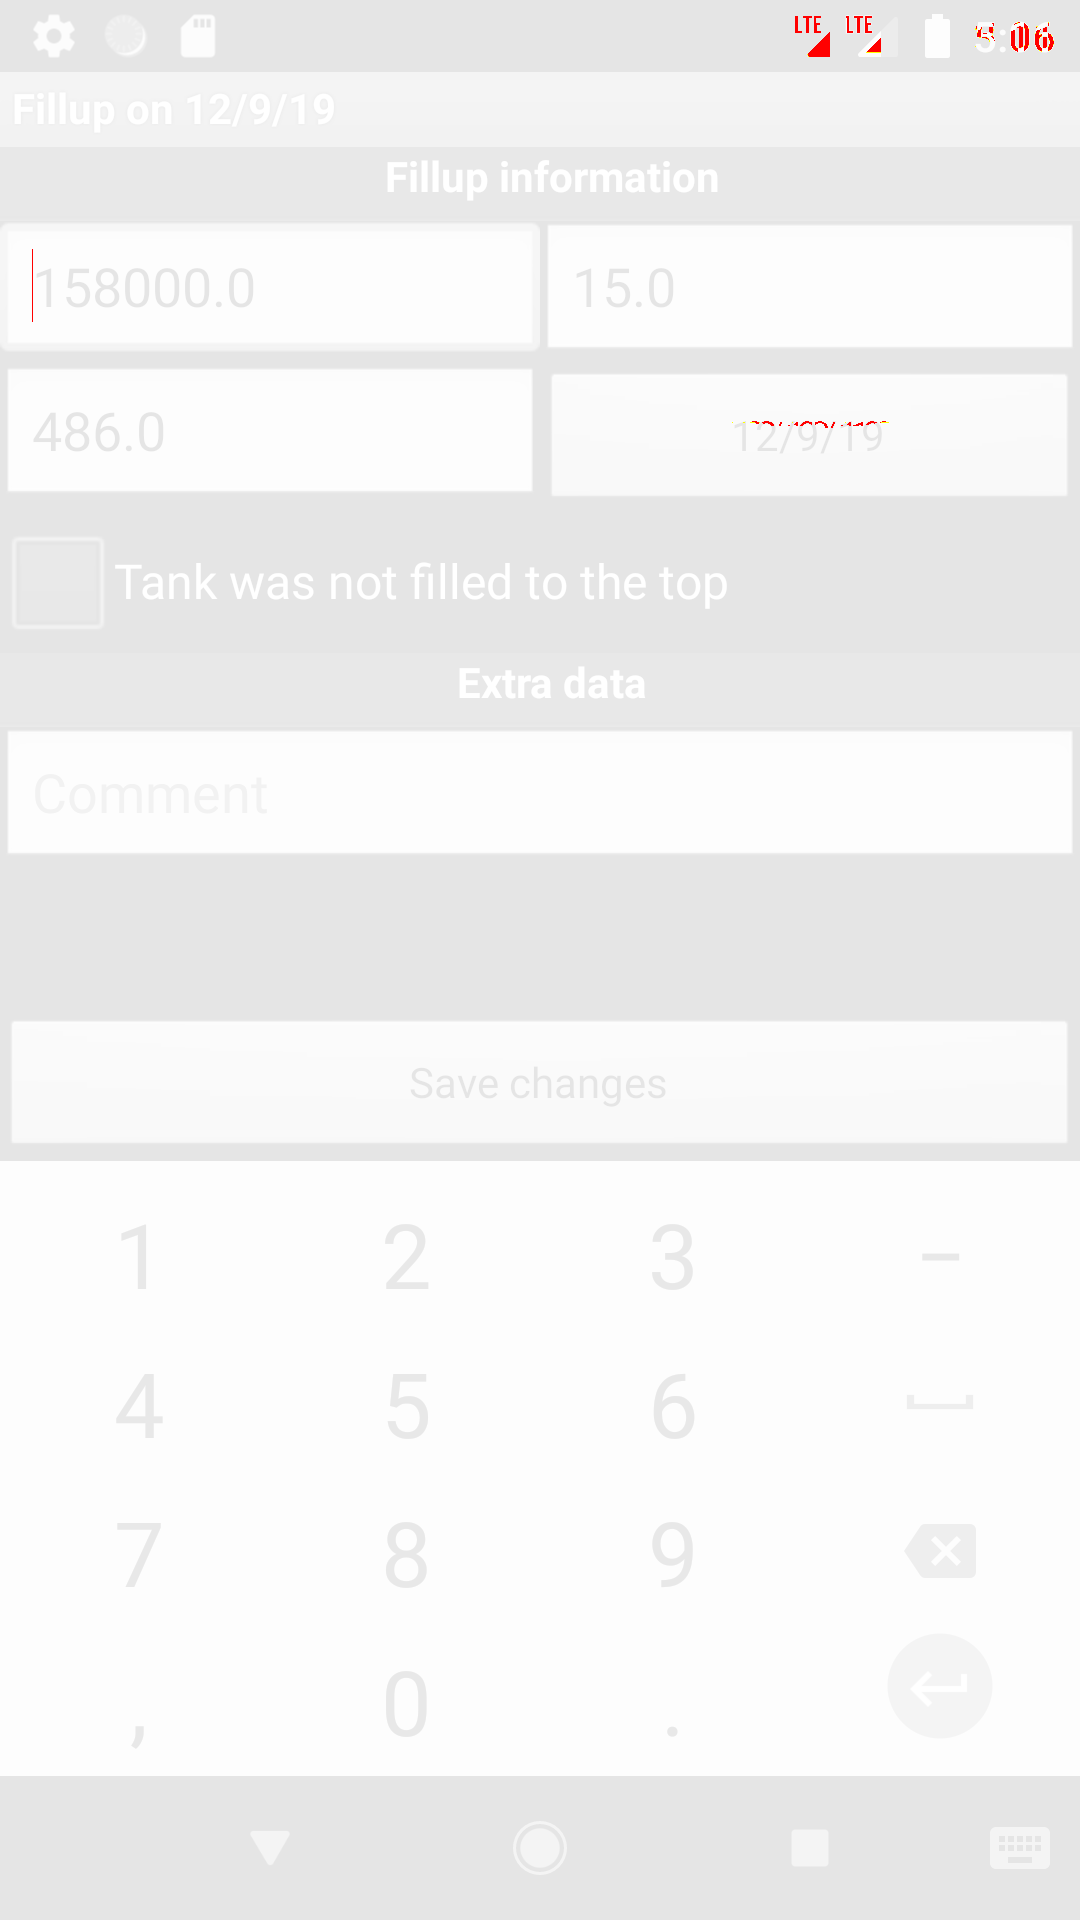 LTE LTE
Fillup on 12/9/19
Fillup information
158000.0 15.0
486.0 12/9/19
Tank was not filled to the top
Extra data
Comment
Save changes
1 2 3 –
4 5 6
7 8 9
, 0 .